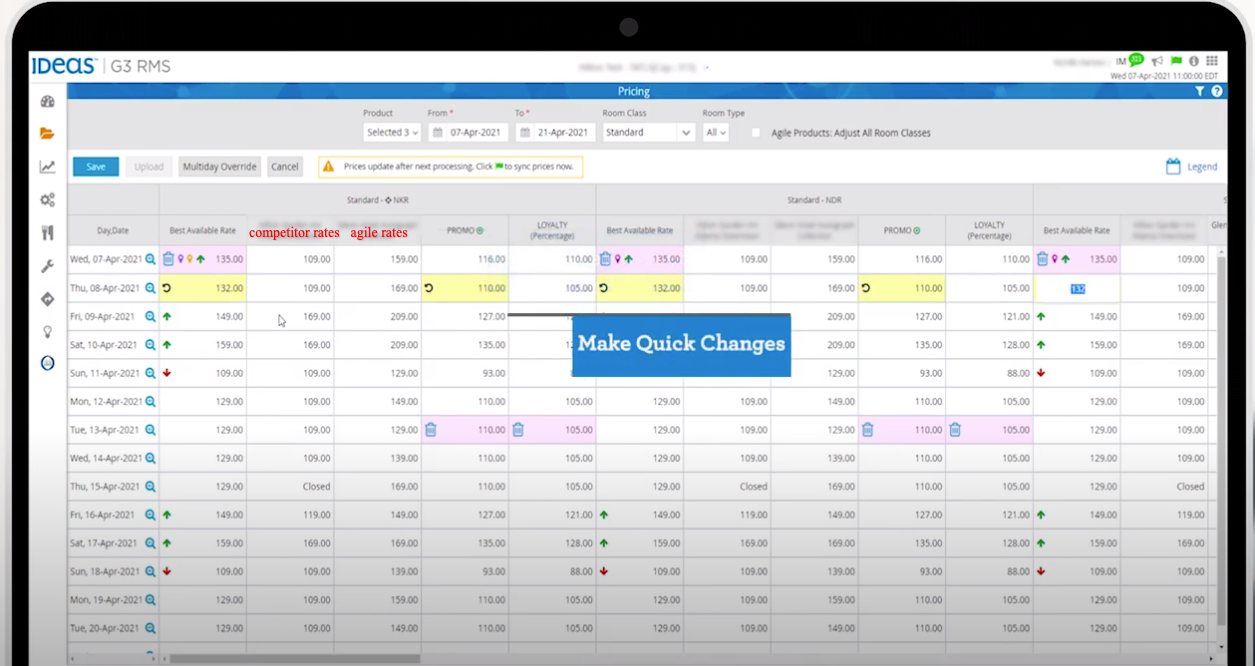 IDeaS | G3 RMS
IM
Wed 07-Apr-2021 11:00:00 EDT
Pricing
Product From * To * Room Class Room Type
Selected 3 07-Apr-2021 21-Apr-2021 Standard All Agile Products: Adjust All Room Classes
Save Upload Multiday Override Cancel Prices update after next processing. Click to sync prices now. Legend
Standard - NKR Standard - NDR S
Day,Date Best Available Rate competitor rates agile rates PROMO LOYALTY (Percentage) Best Available Rate PROMO LOYALTY (Percentage) Best Available Rate Glen
Wed, 07-Apr-2021 135.00 109.00 159.00 116.00 110.00 135.00 109.00 159.00 116.00 110.00 135.00 109.00
Thu, 08-Apr-2021 132.00 109.00 169.00 110.00 105.00 132.00 109.00 169.00 110.00 105.00 132 109.00
Fri, 09-Apr-2021 149.00 169.00 209.00 127.00 209.00 127.00 121.00 149.00 169.00
Make Quick Changes
Sat, 10-Apr-2021 159.00 169.00 209.00 135.00 209.00 135.00 128.00 159.00 169.00
Sun, 11-Apr-2021 109.00 109.00 129.00 93.00 129.00 93.00 88.00 109.00 109.00
Mon, 12-Apr-2021 129.00 109.00 149.00 110.00 105.00 129.00 109.00 149.00 110.00 105.00 129.00 109.00
Tue, 13-Apr-2021 129.00 109.00 129.00 110.00 105.00 129.00 109.00 129.00 110.00 105.00 129.00 109.00
Wed, 14-Apr-2021 129.00 109.00 139.00 110.00 105.00 129.00 109.00 139.00 110.00 105.00 129.00 109.00
Thu, 15-Apr-2021 129.00 Closed 169.00 110.00 105.00 129.00 Closed 169.00 110.00 105.00 129.00 Closed
Fri, 16-Apr-2021 149.00 119.00 149.00 127.00 121.00 149.00 119.00 149.00 127.00 121.00 149.00 119.00
Sat, 17-Apr-2021 159.00 169.00 169.00 135.00 128.00 159.00 169.00 169.00 135.00 128.00 159.00 169.00
Sun, 18-Apr-2021 109.00 109.00 139.00 93.00 88.00 109.00 109.00 139.00 93.00 88.00 109.00 109.00
Mon, 19-Apr-2021 129.00 109.00 159.00 110.00 105.00 129.00 109.00 159.00 110.00 105.00 129.00 109.00
Tue, 20-Apr-2021 129.00 109.00 149.00 110.00 105.00 129.00 109.00 149.00 110.00 105.00 129.00 109.00